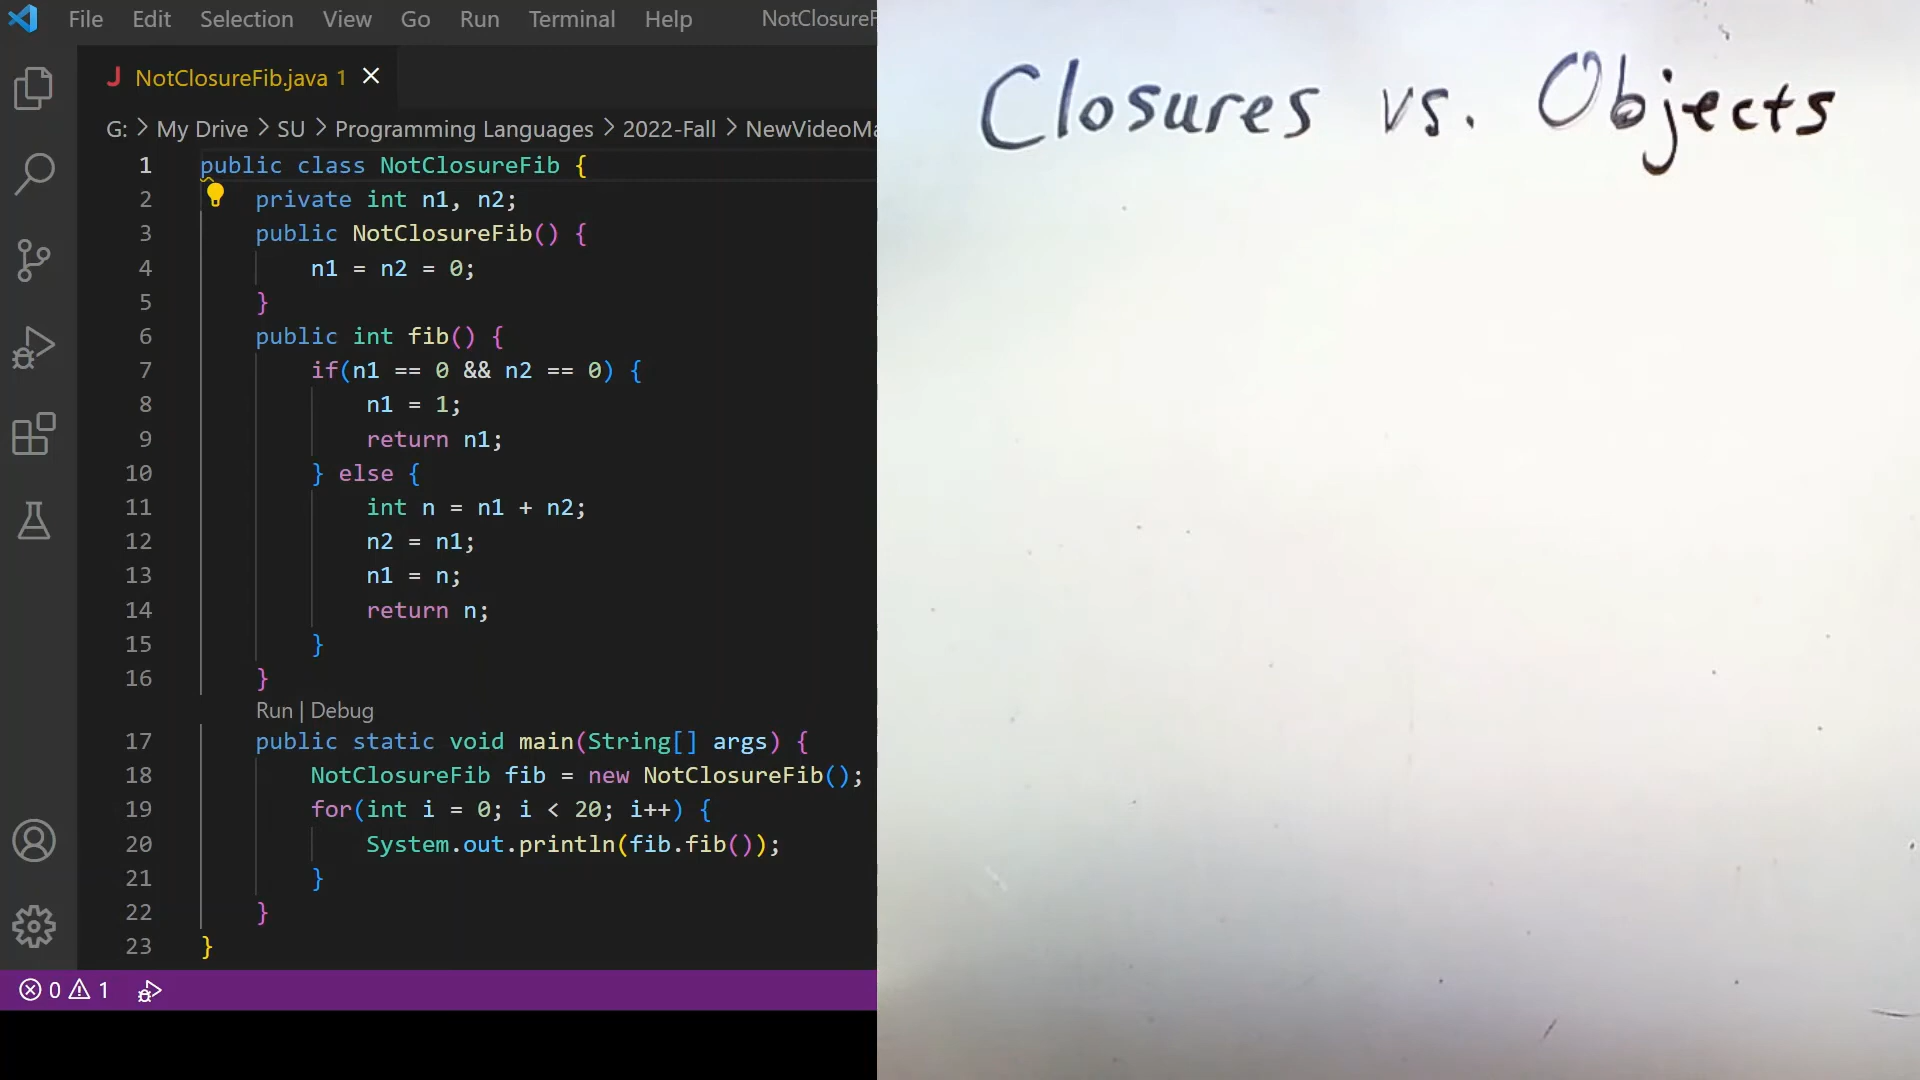 File Edit Selection View Go Run Terminal Help NotClosureF
NotClosureFib.java 1
G: > My Drive > SU > Programming Languages > 2022-Fall > NewVideoMa
1 public class NotClosureFib {
2 private int n1, n2;
3 public NotClosureFib() {
4 n1 = n2 = 0;
5 }
6 public int fib() {
7 if(n1 == 0 && n2 == 0) {
8 n1 = 1;
9 return n1;
10 } else {
11 int n = n1 + n2;
12 n2 = n1;
13 n1 = n;
14 return n;
15 }
16 }
Run | Debug
17 public static void main(String[] args) {
18 NotClosureFib fib = new NotClosureFib();
19 for(int i = 0; i < 20; i++) {
20 System.out.println(fib.fib());
21 }
22 }
23 }
0 1
Closures vs. Objects